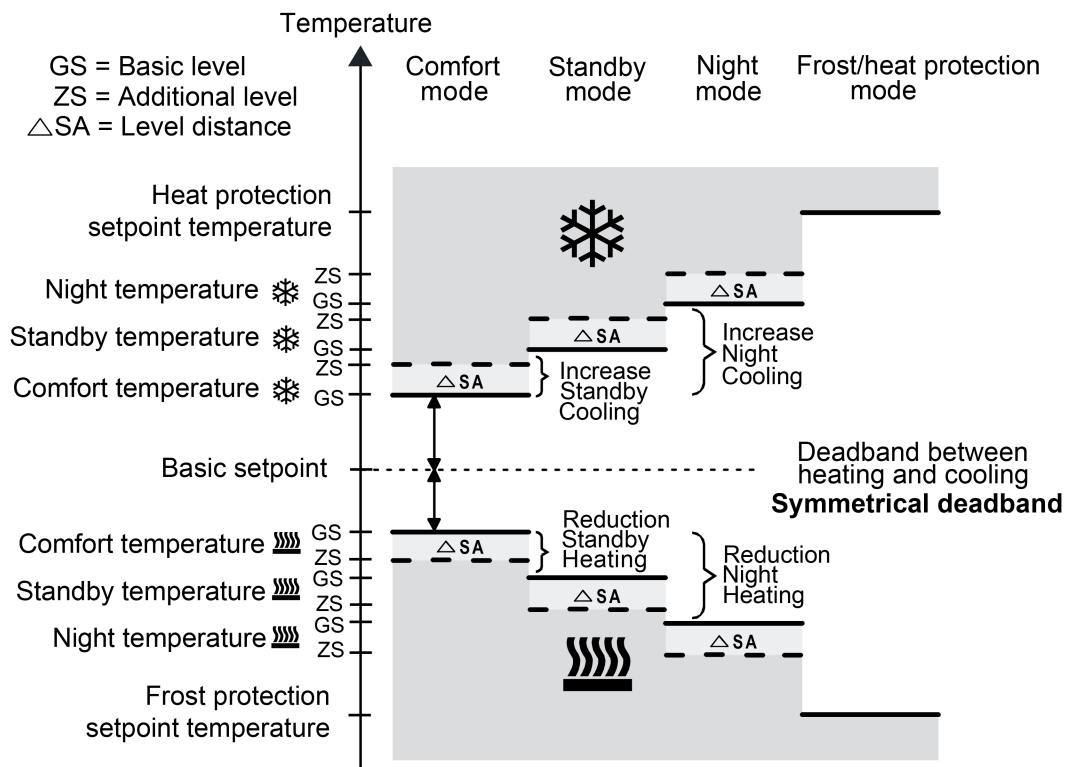 Temperature
GS = Basic level
ZS = Additional level
△SA = Level distance
Comfort
mode
Standby
mode
Night
mode
Frost/heat protection
mode
Heat protection
setpoint temperature
Night temperature
ZS
GS
Standby temperature
ZS
GS
Comfort temperature
ZS
GS
△SA
△SA
△SA
Increase
Standby
Cooling
Increase
Night
Cooling
Basic setpoint
Deadband between
heating and cooling
Symmetrical deadband
Comfort temperature
GS
ZS
Standby temperature
GS
ZS
Night temperature
GS
ZS
△SA
△SA
△SA
Reduction
Standby
Heating
Reduction
Night
Heating
Frost protection
setpoint temperature